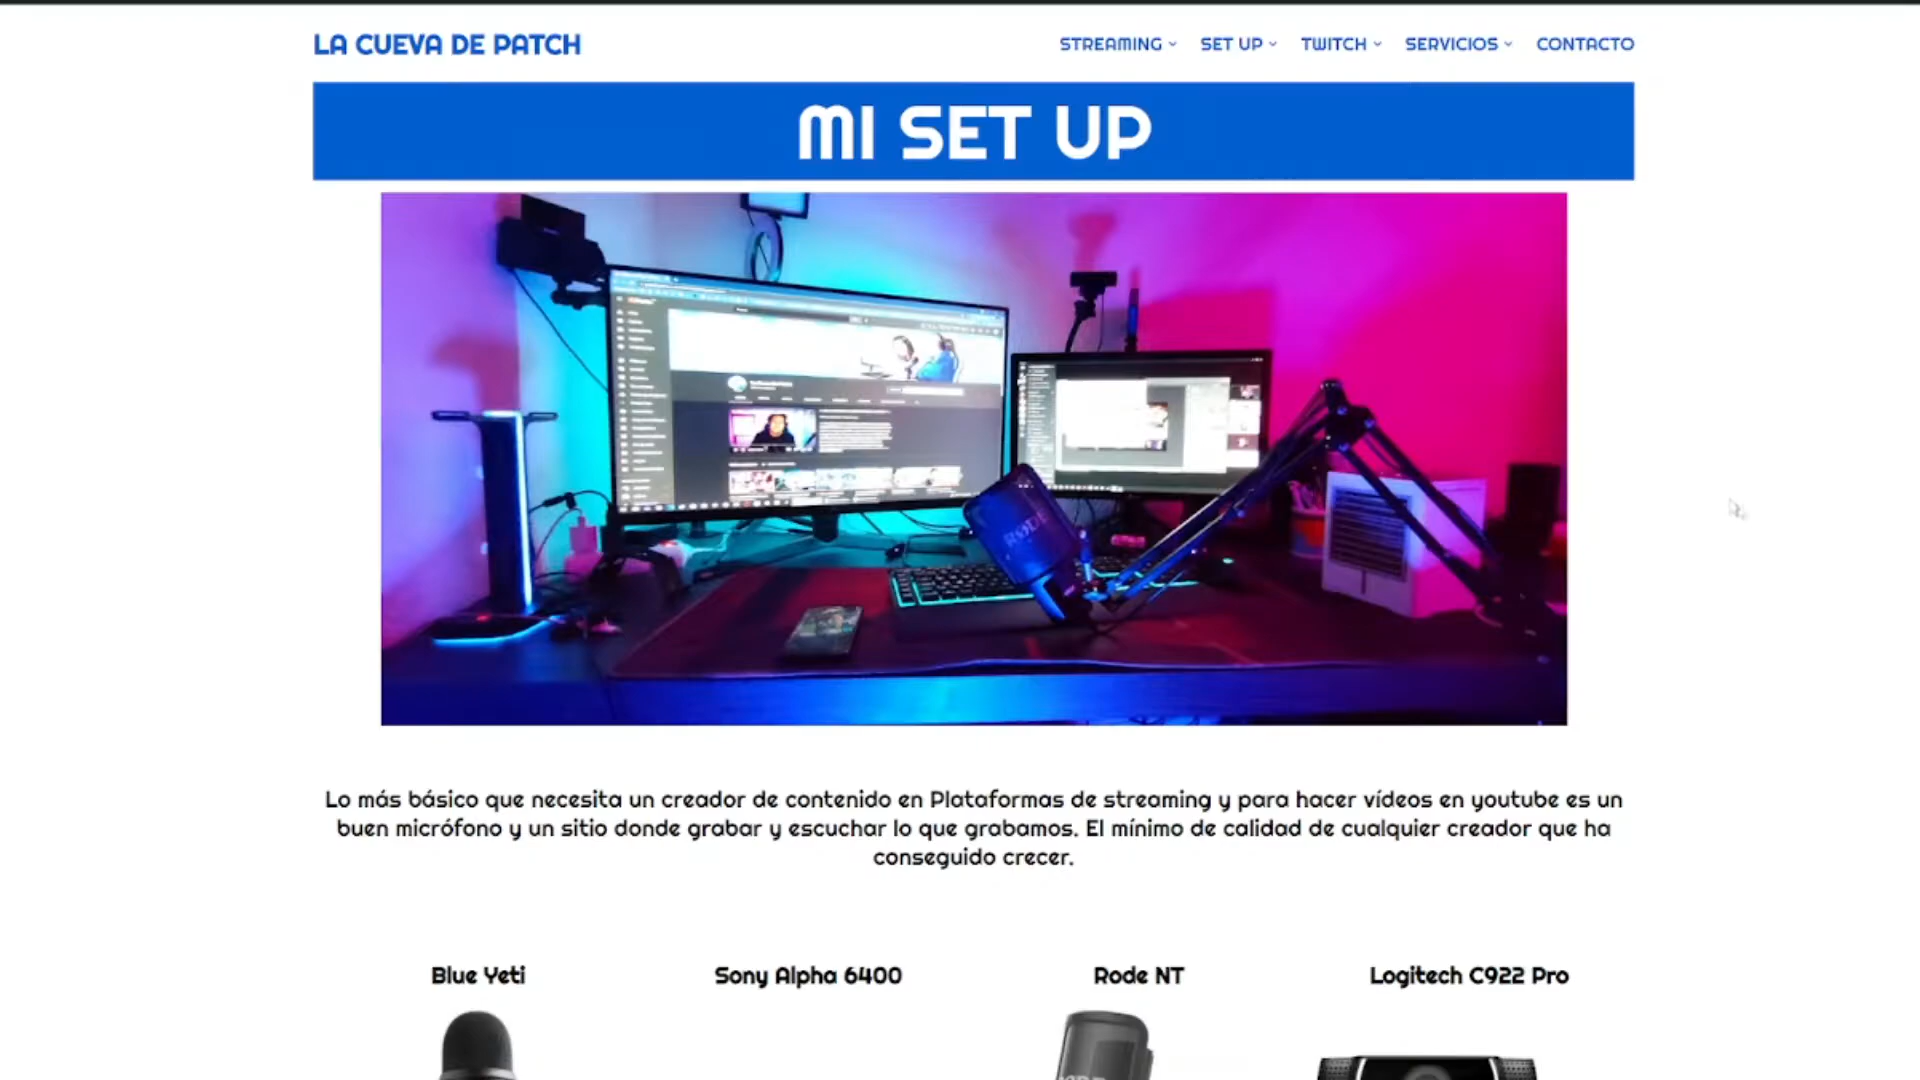 LA CUEVA DE PATCH
STREAMING SET UP TWITCH SERVICIOS CONTACTO
MI SET UP
RODE
Lo más básico que necesita un creador de contenido en Plataformas de streaming y para hacer vídeos en youtube es un
buen micrófono y un sitio donde grabar y escuchar lo que grabamos. El mínimo de calidad de cualquier creador que ha
conseguido crecer.
Blue Yeti Sony Alpha 6400 Rode NT Logitech C922 Pro